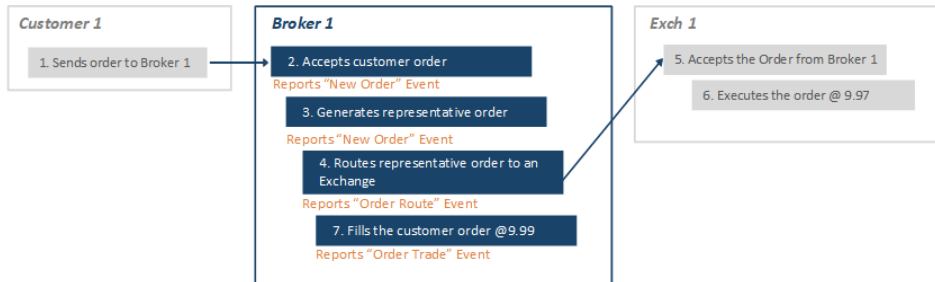 Customer 1
1. Sends order to Broker 1
Broker 1
2. Accepts customer order
Reports “New Order” Event
3. Generates representative order
Reports “New Order” Event
4. Routes representative order to an
Exchange
Reports “Order Route” Event
7. Fills the customer order @9.99
Reports “Order Trade” Event
Exch 1
5. Accepts the Order from Broker 1
6. Executes the order @ 9.97